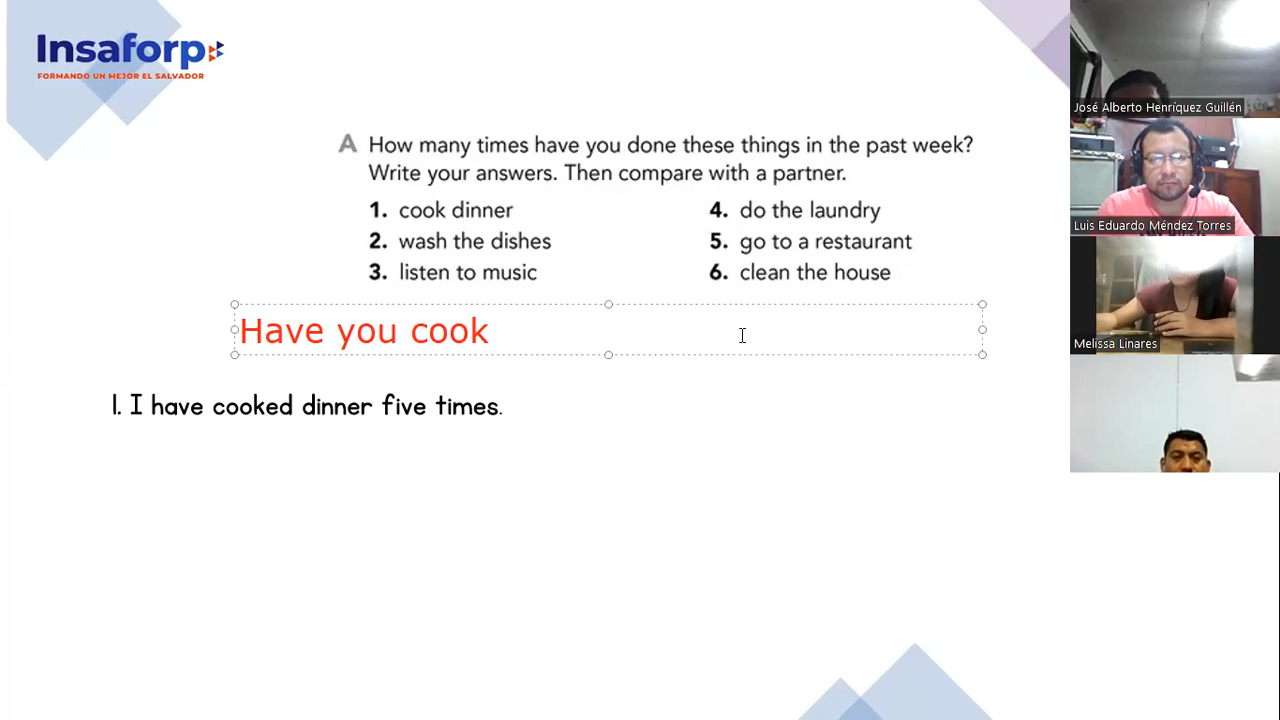 Insaforp
FORMANDO UN MEJOR EL SALVADOR
A How many times have you done these things in the past week?
Write your answers. Then compare with a partner.
1. cook dinner
2. wash the dishes
3. listen to music
4. do the laundry
5. go to a restaurant
6. clean the house
Have you cook
1. I have cooked dinner five times.
José Alberto Henríquez Guillén
Luis Eduardo Méndez Torres
Melissa Linares